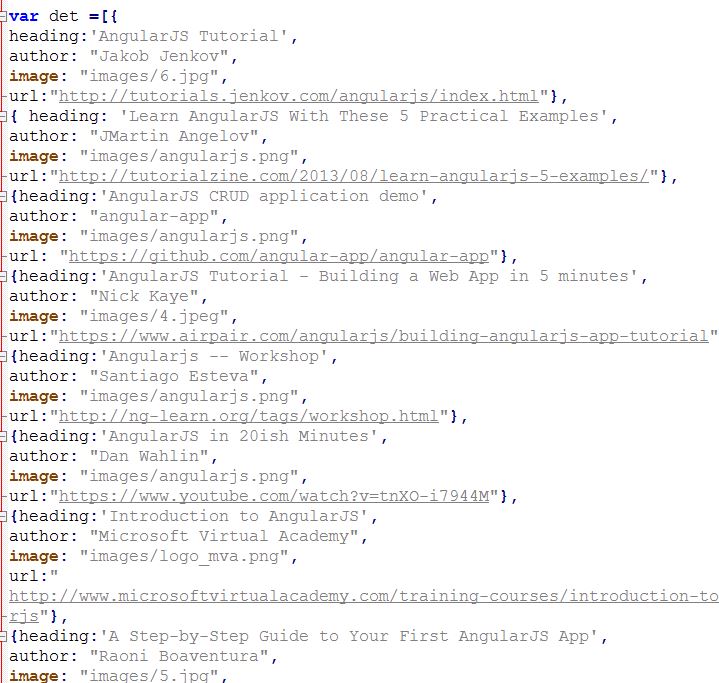 var det =[{
heading:'AngularJS Tutorial',
author: "Jakob Jenkov",
image: "images/6.jpg",
url:"http://tutorials.jenkov.com/angularjs/index.html"},
{ heading: 'Learn AngularJS With These 5 Practical Examples',
author: "JMartin Angelov",
image: "images/angularjs.png",
url:"http://tutorialzine.com/2013/08/learn-angularjs-5-examples/"},
{heading:'AngularJS CRUD application demo',
author: "angular-app",
image: "images/angularjs.png",
url: "https://github.com/angular-app/angular-app"},
{heading:'AngularJS Tutorial - Building a Web App in 5 minutes',
author: "Nick Kaye",
image: "images/4.jpeg",
url:"https://www.airpair.com/angularjs/building-angularjs-app-tutorial"
{heading:'Angularjs -- Workshop',
author: "Santiago Esteva",
image: "images/angularjs.png",
url:"http://ng-learn.org/tags/workshop.html"},
{heading:'AngularJS in 20ish Minutes',
author: "Dan Wahlin",
image: "images/angularjs.png",
url:"https://www.youtube.com/watch?v=tnXO-i7944M"},
{heading:'Introduction to AngularJS',
author: "Microsoft Virtual Academy",
image: "images/logo_mva.png",
url:"
http://www.microsoftvirtualacademy.com/training-courses/introduction-to
rjs"},
{heading:'A Step-by-Step Guide to Your First AngularJS App',
author: "Raoni Boaventura",
image: "images/5.jpg",